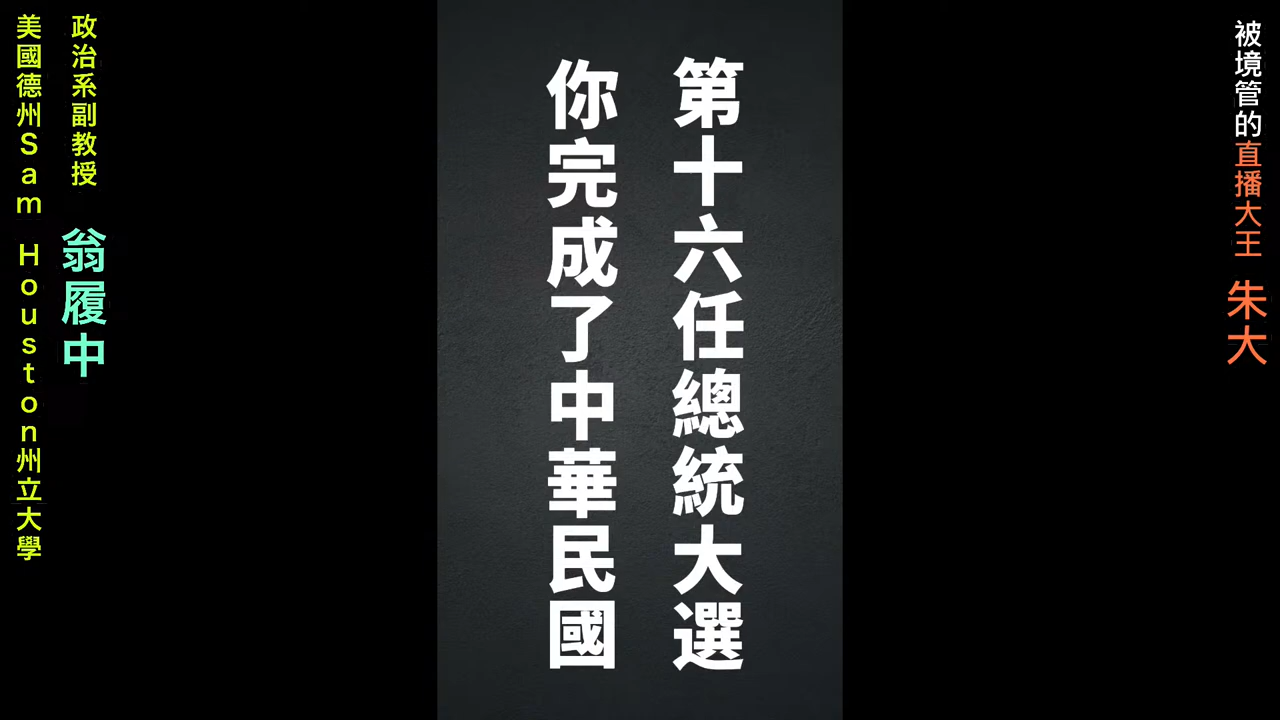 美國德州Sam Houston州立大學
政治系副教授 翁履中
你完成了中華民國
第十六任總統大選
被境管的直播大王 朱大